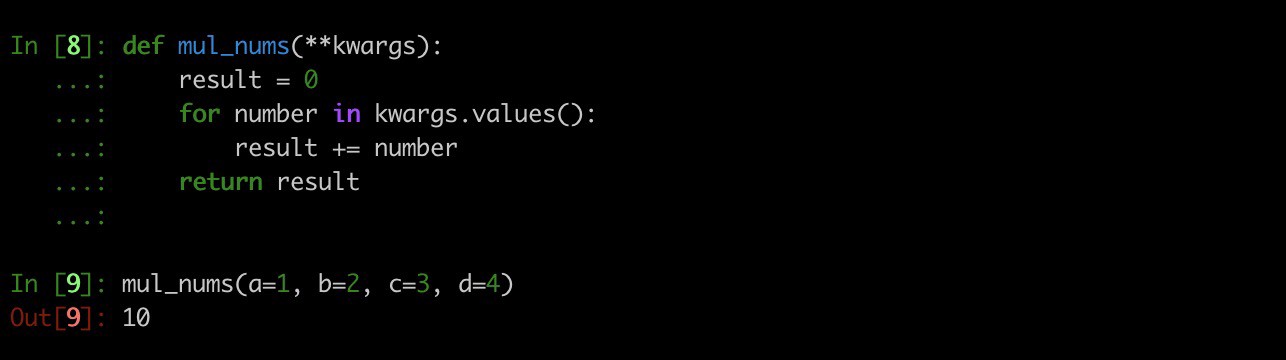 In [8]: def mul_nums(**kwargs):
   ...:     result = 0
   ...:     for number in kwargs.values():
   ...:         result += number
   ...:     return result
   ...:
In [9]: mul_nums(a=1, b=2, c=3, d=4)
Out[9]: 10